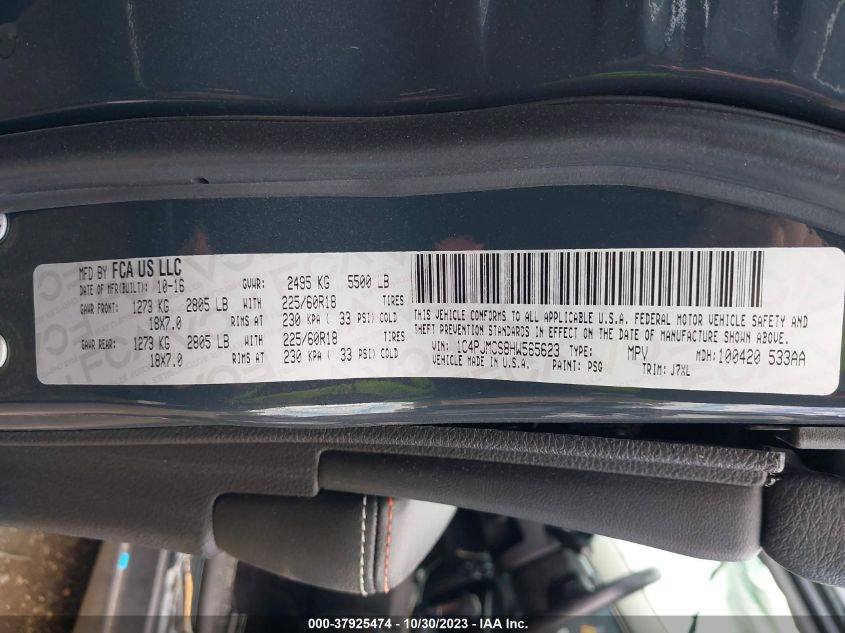 MFD BY FCA US LLC
DATE OF MFR(BUILT): 10-16 GVWR: 2495 KG 5500 LB
GAWR FRONT: 1273 KG 2805 LB WITH 225/60R18 TIRES
18X7.0 RIMS AT 230 KPA ( 33 PSI) COLD
GAWR REAR: 1273 KG 2805 LB WITH 225/60R18 TIRES
18X7.0 RIMS AT 230 KPA ( 33 PSI) COLD
THIS VEHICLE CONFORMS TO ALL APPLICABLE U.S.A. FEDERAL MOTOR VEHICLE SAFETY AND
THEFT PREVENTION STANDARDS IN EFFECT ON THE DATE OF MANUFACTURE SHOWN ABOVE.
VIN: 1C4PJMCS8HW565623 TYPE: MPV MDH: 100420 533AA
VEHICLE MADE IN U.S.A. PAINT: PSG TRIM: J7XL
000-37925474 - 10/30/2023 - IAA Inc.